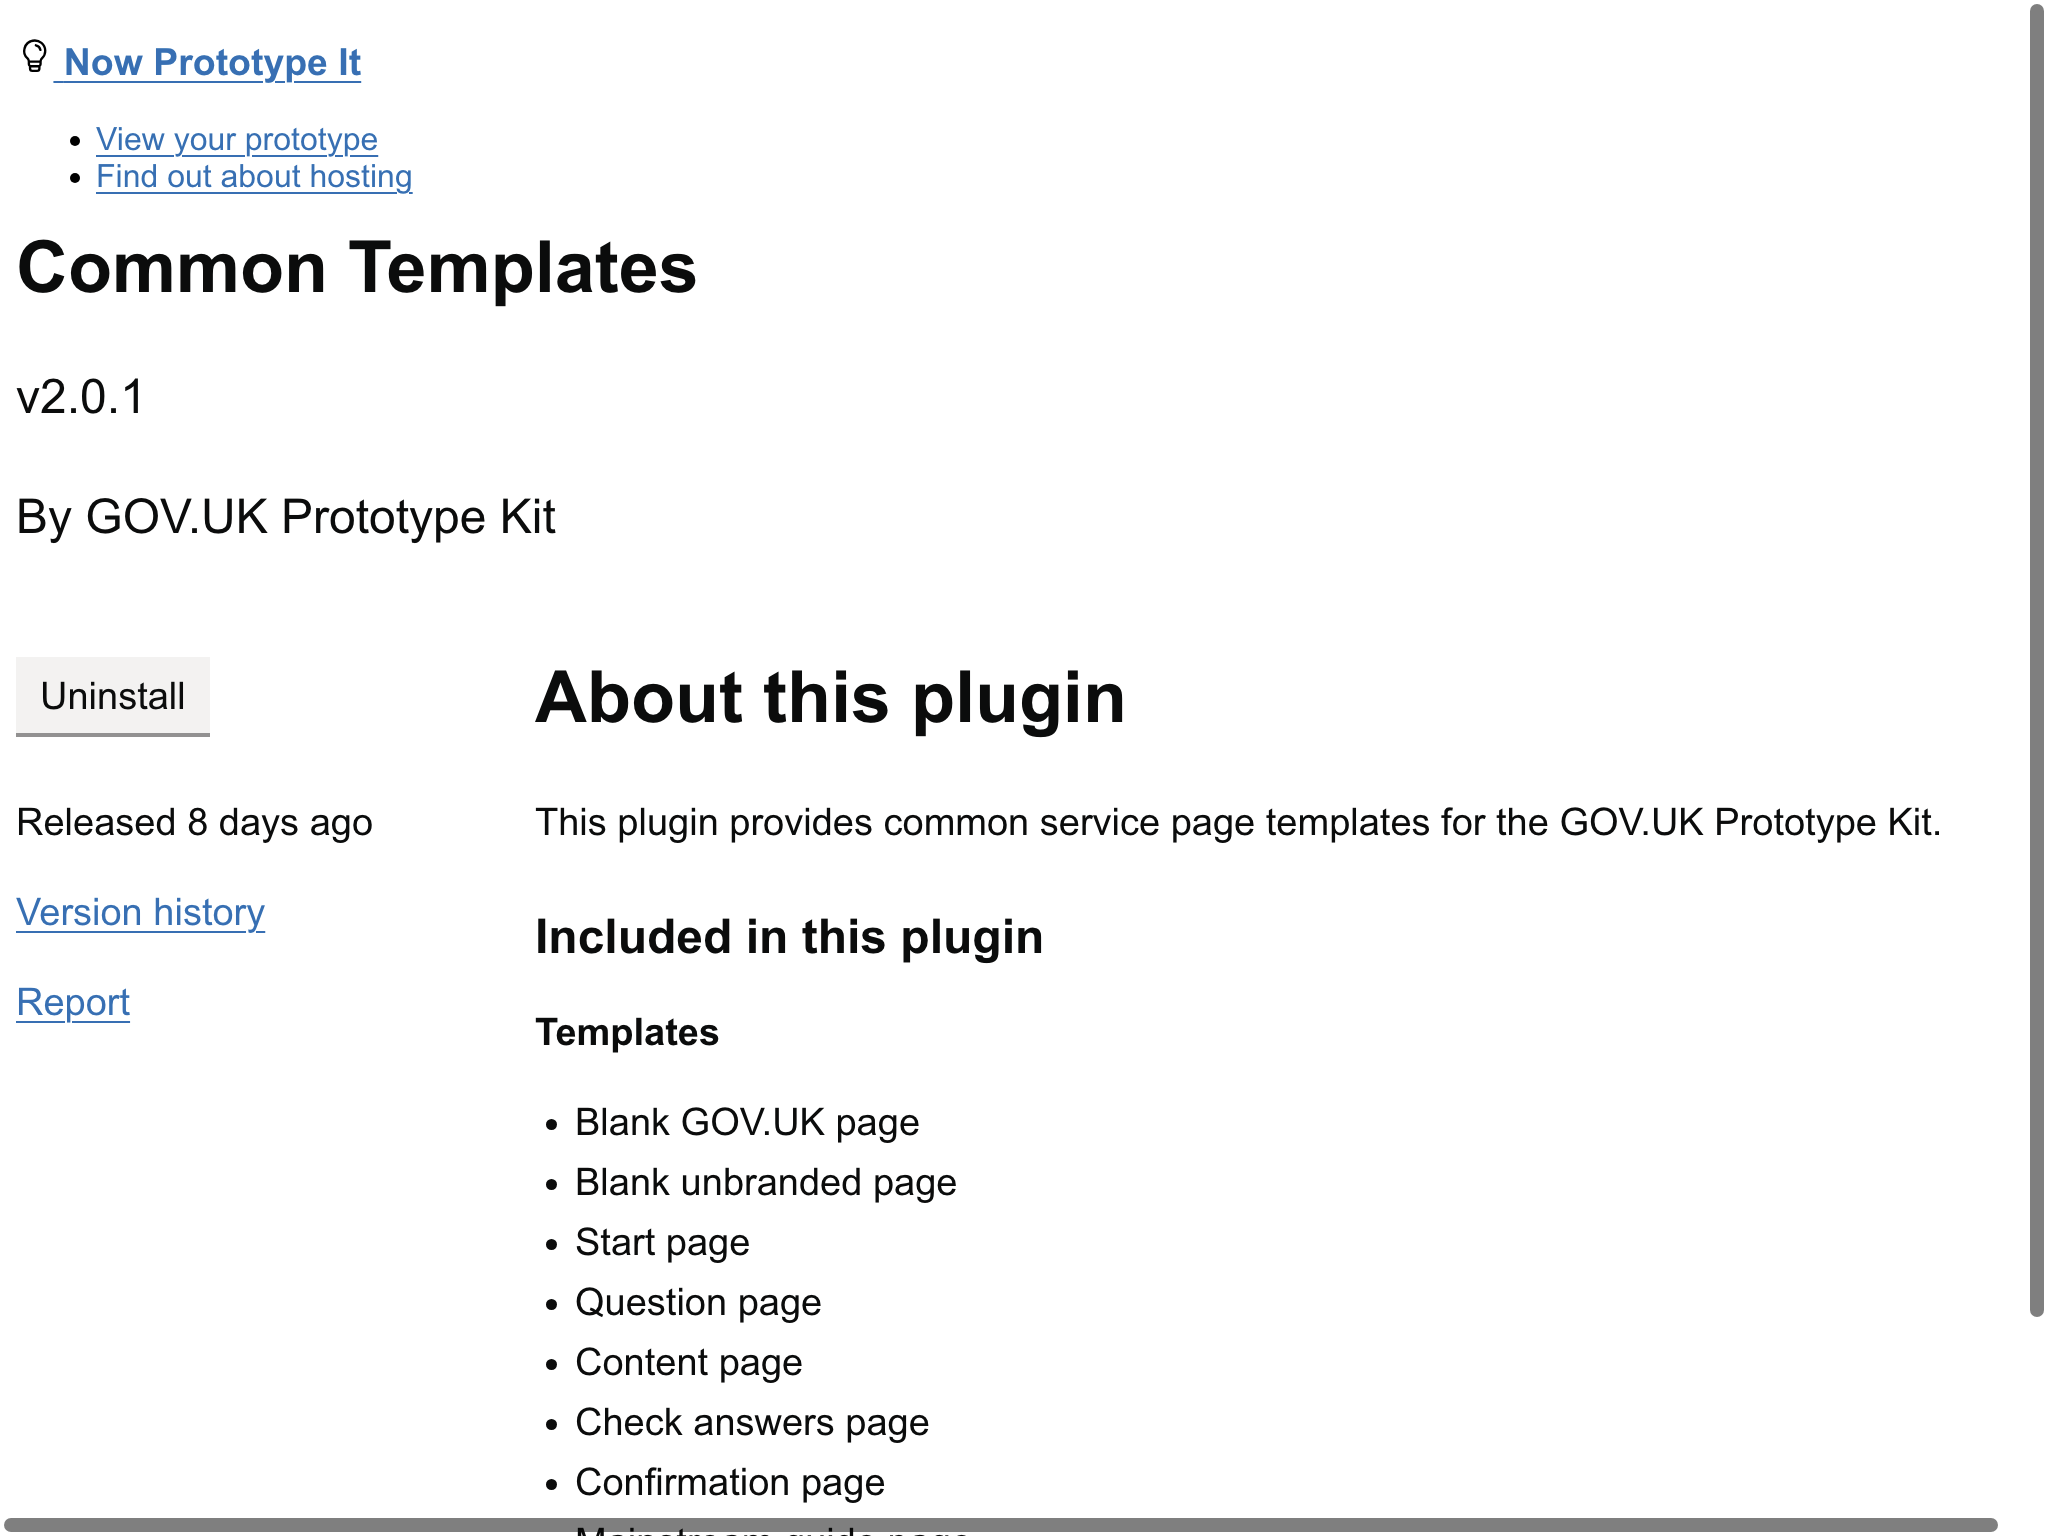 Now Prototype It
View your prototype
Find out about hosting
Common Templates
v2.0.1
By GOV.UK Prototype Kit
Uninstall
Released 8 days ago
Version history
Report
About this plugin
This plugin provides common service page templates for the GOV.UK Prototype Kit.
Included in this plugin
Templates
Blank GOV.UK page
Blank unbranded page
Start page
Question page
Content page
Check answers page
Confirmation page
Mainstream guide page